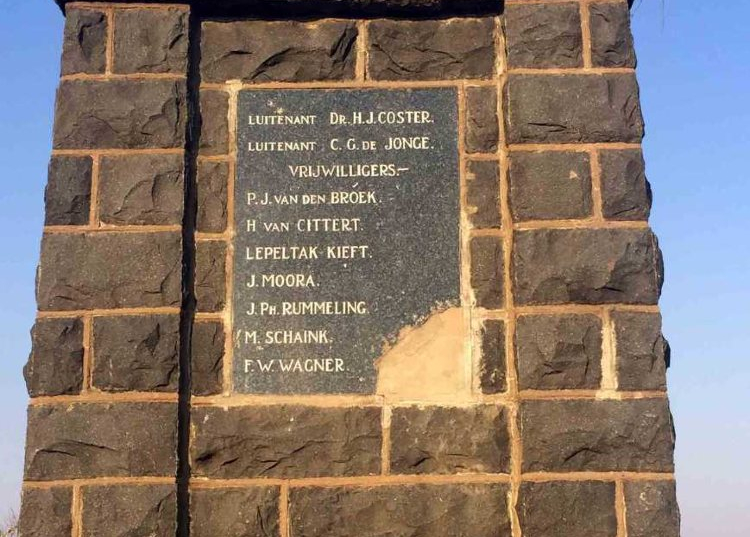 LUITENANT DR. H.J. COSTER.
LUITENANT C. G. DE JONGE.
VRIJWILLIGERS—
P. J. VAN DEN BROEK.
H VAN CITTERT.
LEPELTAK KIEFT.
J. MOORA.
J. PH. RUMMELING.
M. SCHAINK.
F. W. WAGNER.